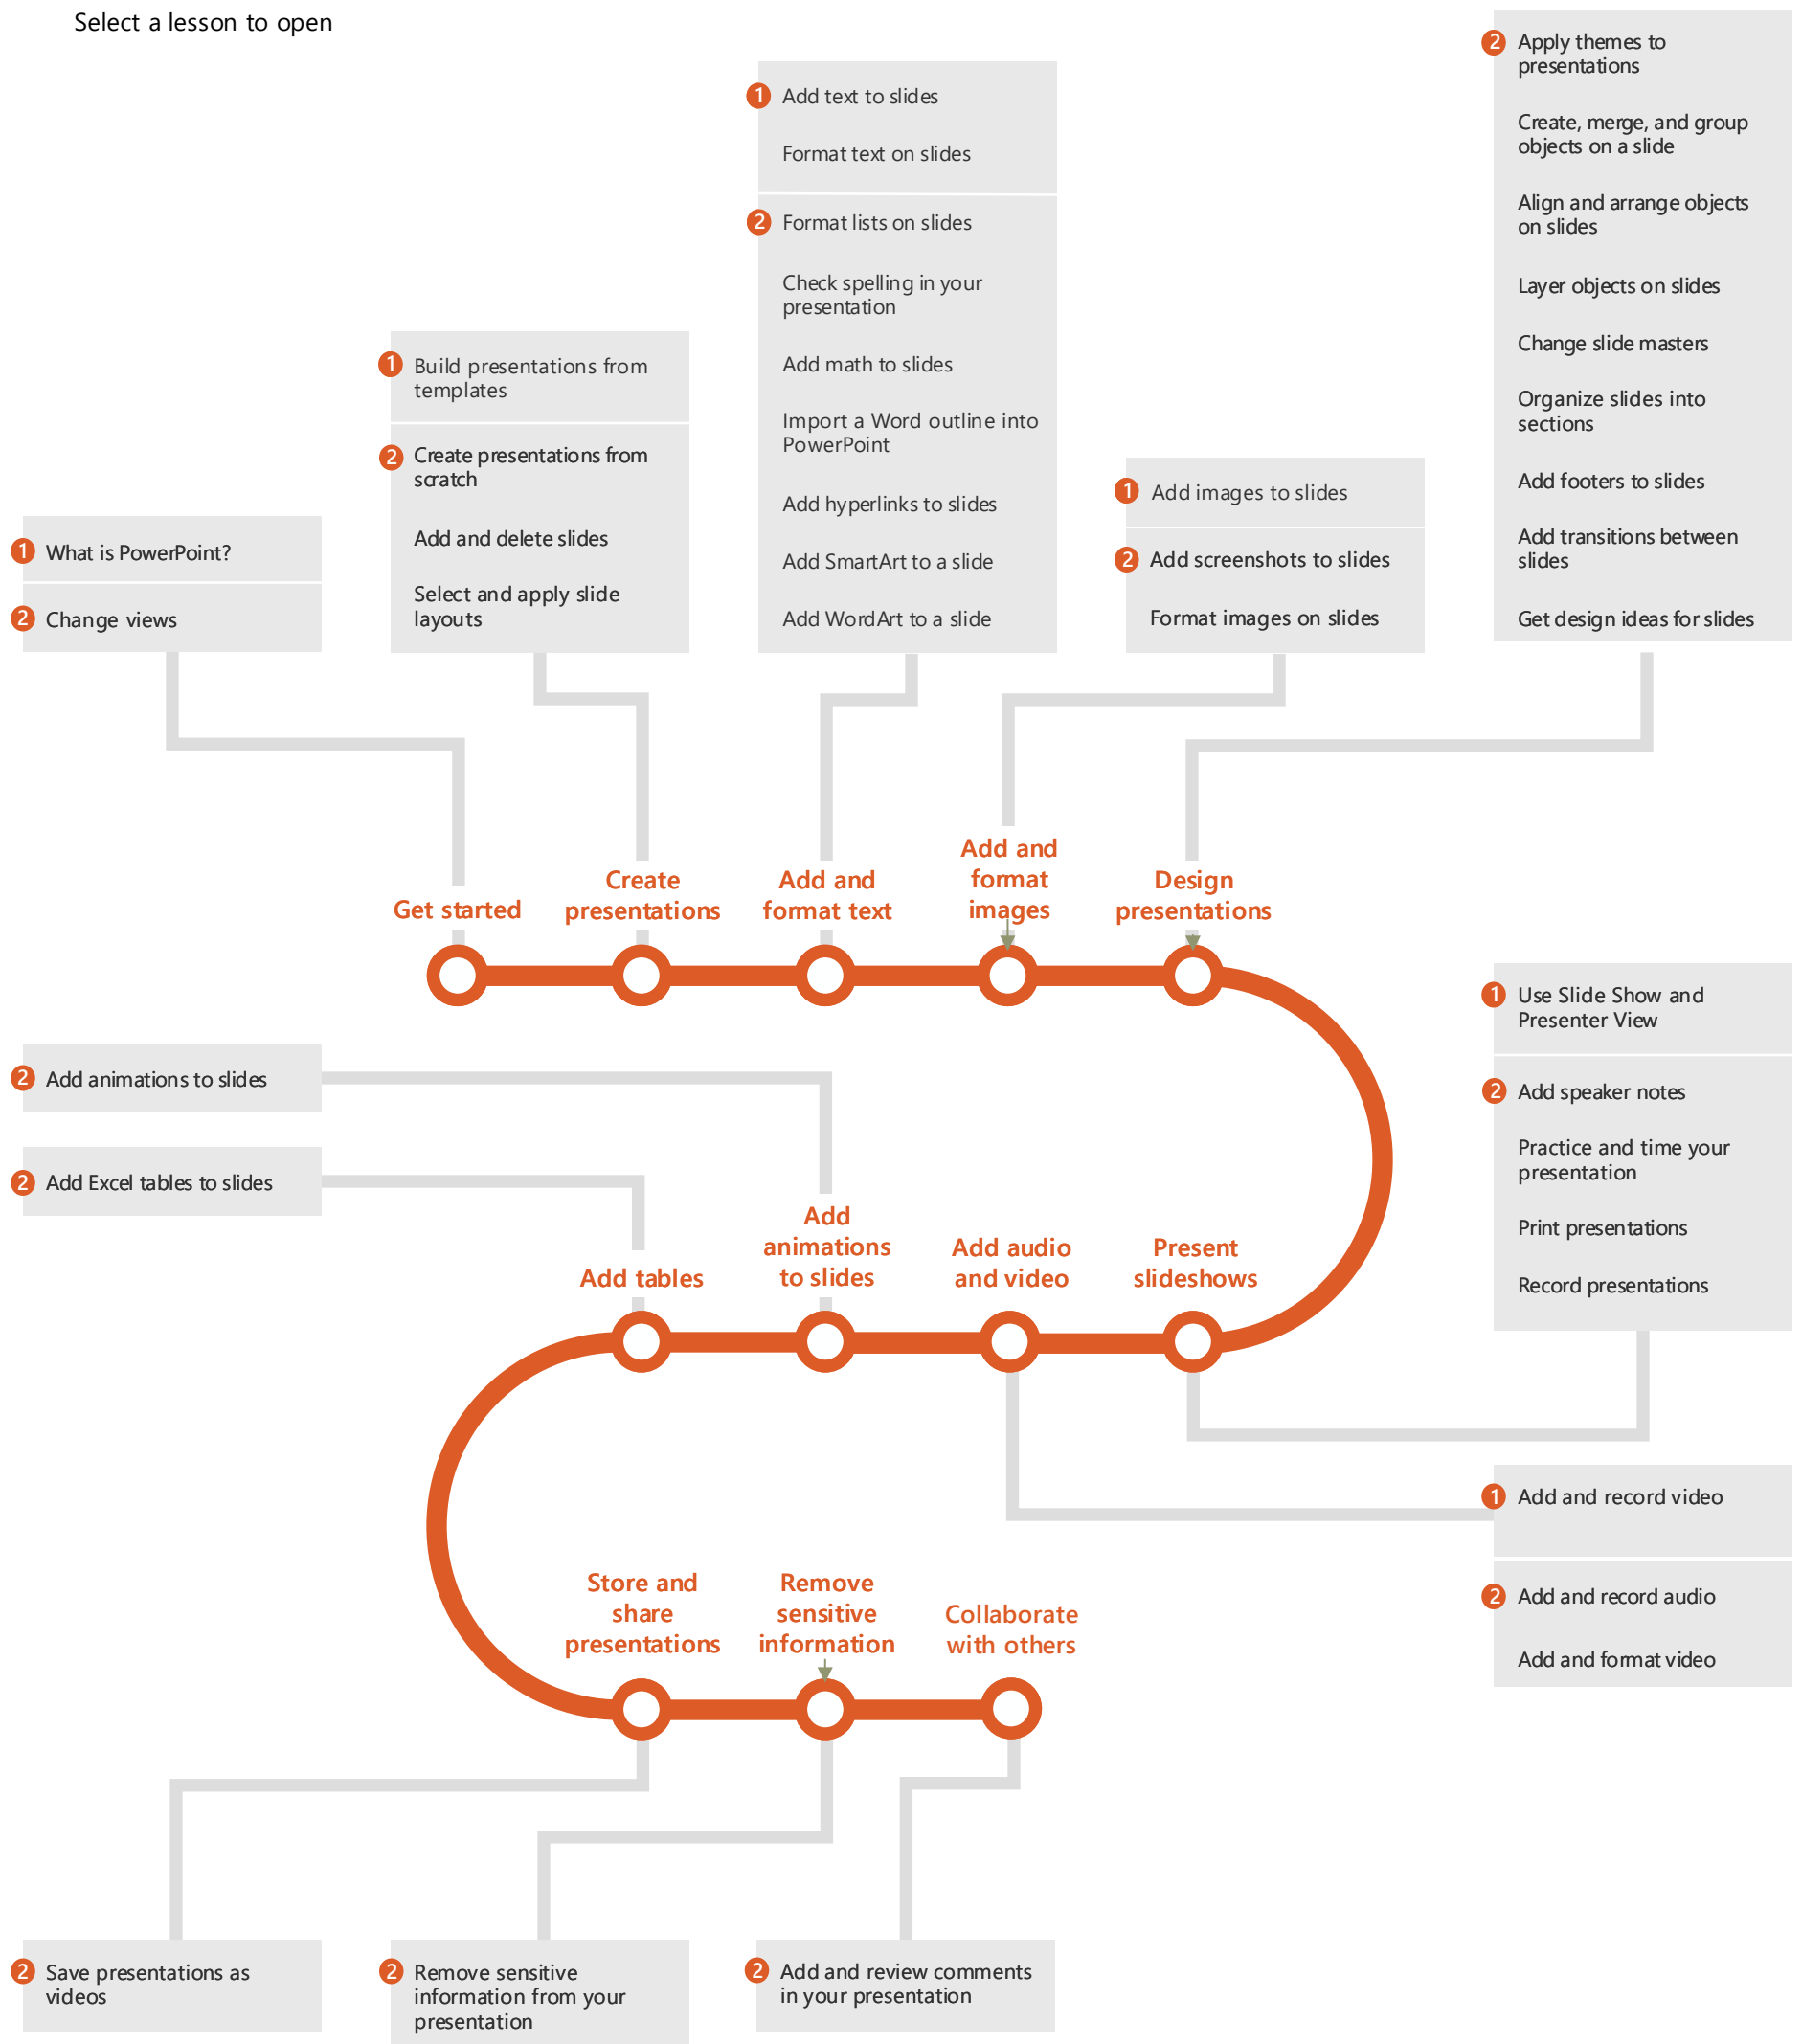 Select a lesson to open
1 What is PowerPoint?
2 Change views
1 Build presentations from
templates
2 Create presentations from
scratch
Add and delete slides
Select and apply slide
layouts
1 Add text to slides
Format text on slides
2 Format lists on slides
Check spelling in your
presentation
Add math to slides
Import a Word outline into
PowerPoint
Add hyperlinks to slides
Add SmartArt to a slide
Add WordArt to a slide
1 Add images to slides
2 Add screenshots to slides
Format images on slides
2 Apply themes to
presentations
Create, merge, and group
objects on a slide
Align and arrange objects
on slides
Layer objects on slides
Change slide masters
Organize slides into
sections
Add footers to slides
Add transitions between
slides
Get design ideas for slides
Get started
Create
presentations
Add and
format text
Add and
format
images
Design
presentations
1 Use Slide Show and
Presenter View
2 Add speaker notes
Practice and time your
presentation
Print presentations
Record presentations
2 Add animations to slides
2 Add Excel tables to slides
Add tables
Add
animations
to slides
Add audio
and video
Present
slideshows
1 Add and record video
2 Add and record audio
Add and format video
Store and
share
presentations
Remove
sensitive
information
Collaborate
with others
2 Save presentations as
videos
2 Remove sensitive
information from your
presentation
2 Add and review comments
in your presentation